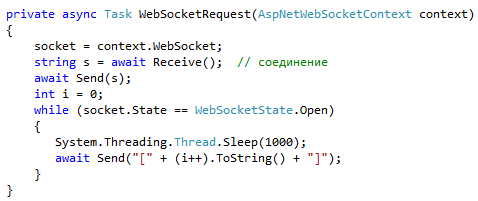 private async Task WebSocketRequest(AspNetWebSocketContext context)
{
    socket = context.WebSocket;
    string s = await Receive();  // соединение
    await Send(s);
    int i = 0;
    while (socket.State == WebSocketState.Open)
    {
       System.Threading.Thread.Sleep(1000);
       await Send("[" + (i++).ToString() + "]");
    }
}